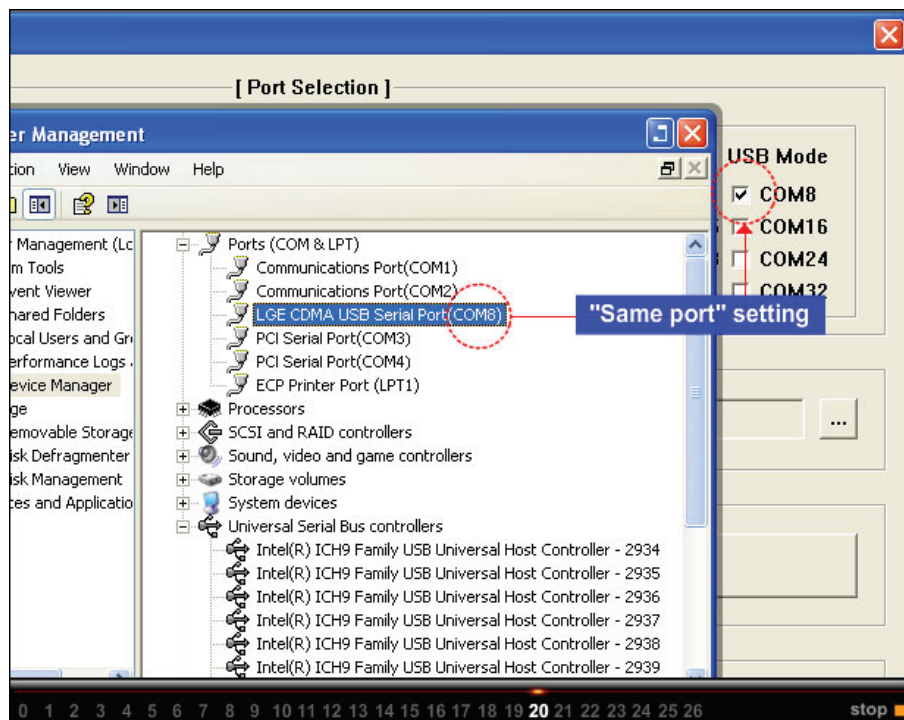 [ Port Selection ]
er Management
tion View Window Help
USB Mode
COM8
COM16
COM24
COM32
Management (Lc
m Tools
vent Viewer
hared Folders
ocal Users and Gr
erformance Logs
evice Manager
ge
emovable Storage
isk Defragmenter
isk Management
ces and Applicatio
Ports (COM & LPT)
Communications Port(COM1)
Communications Port(COM2)
LGE CDMA USB Serial Port(COM8)
PCI Serial Port(COM3)
PCI Serial Port(COM4)
ECP Printer Port (LPT1)
Processors
SCSI and RAID controllers
Sound, video and game controllers
Storage volumes
System devices
Universal Serial Bus controllers
Intel(R) ICH9 Family USB Universal Host Controller - 2934
Intel(R) ICH9 Family USB Universal Host Controller - 2935
Intel(R) ICH9 Family USB Universal Host Controller - 2936
Intel(R) ICH9 Family USB Universal Host Controller - 2937
Intel(R) ICH9 Family USB Universal Host Controller - 2938
Intel(R) ICH9 Family USB Universal Host Controller - 2939
"Same port" setting
...
0 1 2 3 4 5 6 7 8 9 10 11 12 13 14 15 16 17 18 19 20 21 22 23 24 25 26 stop